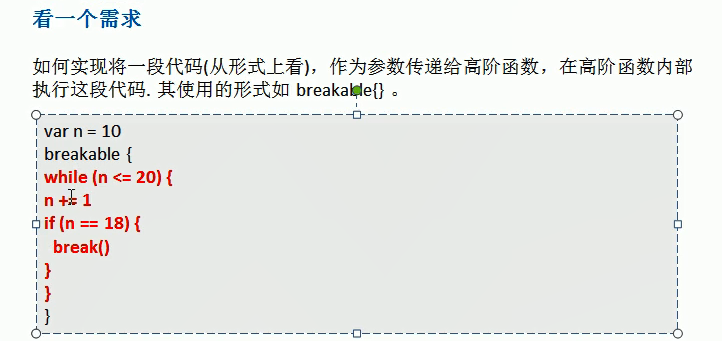 看一个需求
如何实现将一段代码(从形式上看)，作为参数传递给高阶函数，在高阶函数内部
执行这段代码. 其使用的形式如 breakable{} 。
var n = 10
breakable {
while (n <= 20) {
n += 1
if (n == 18) {
break()
}
}
}